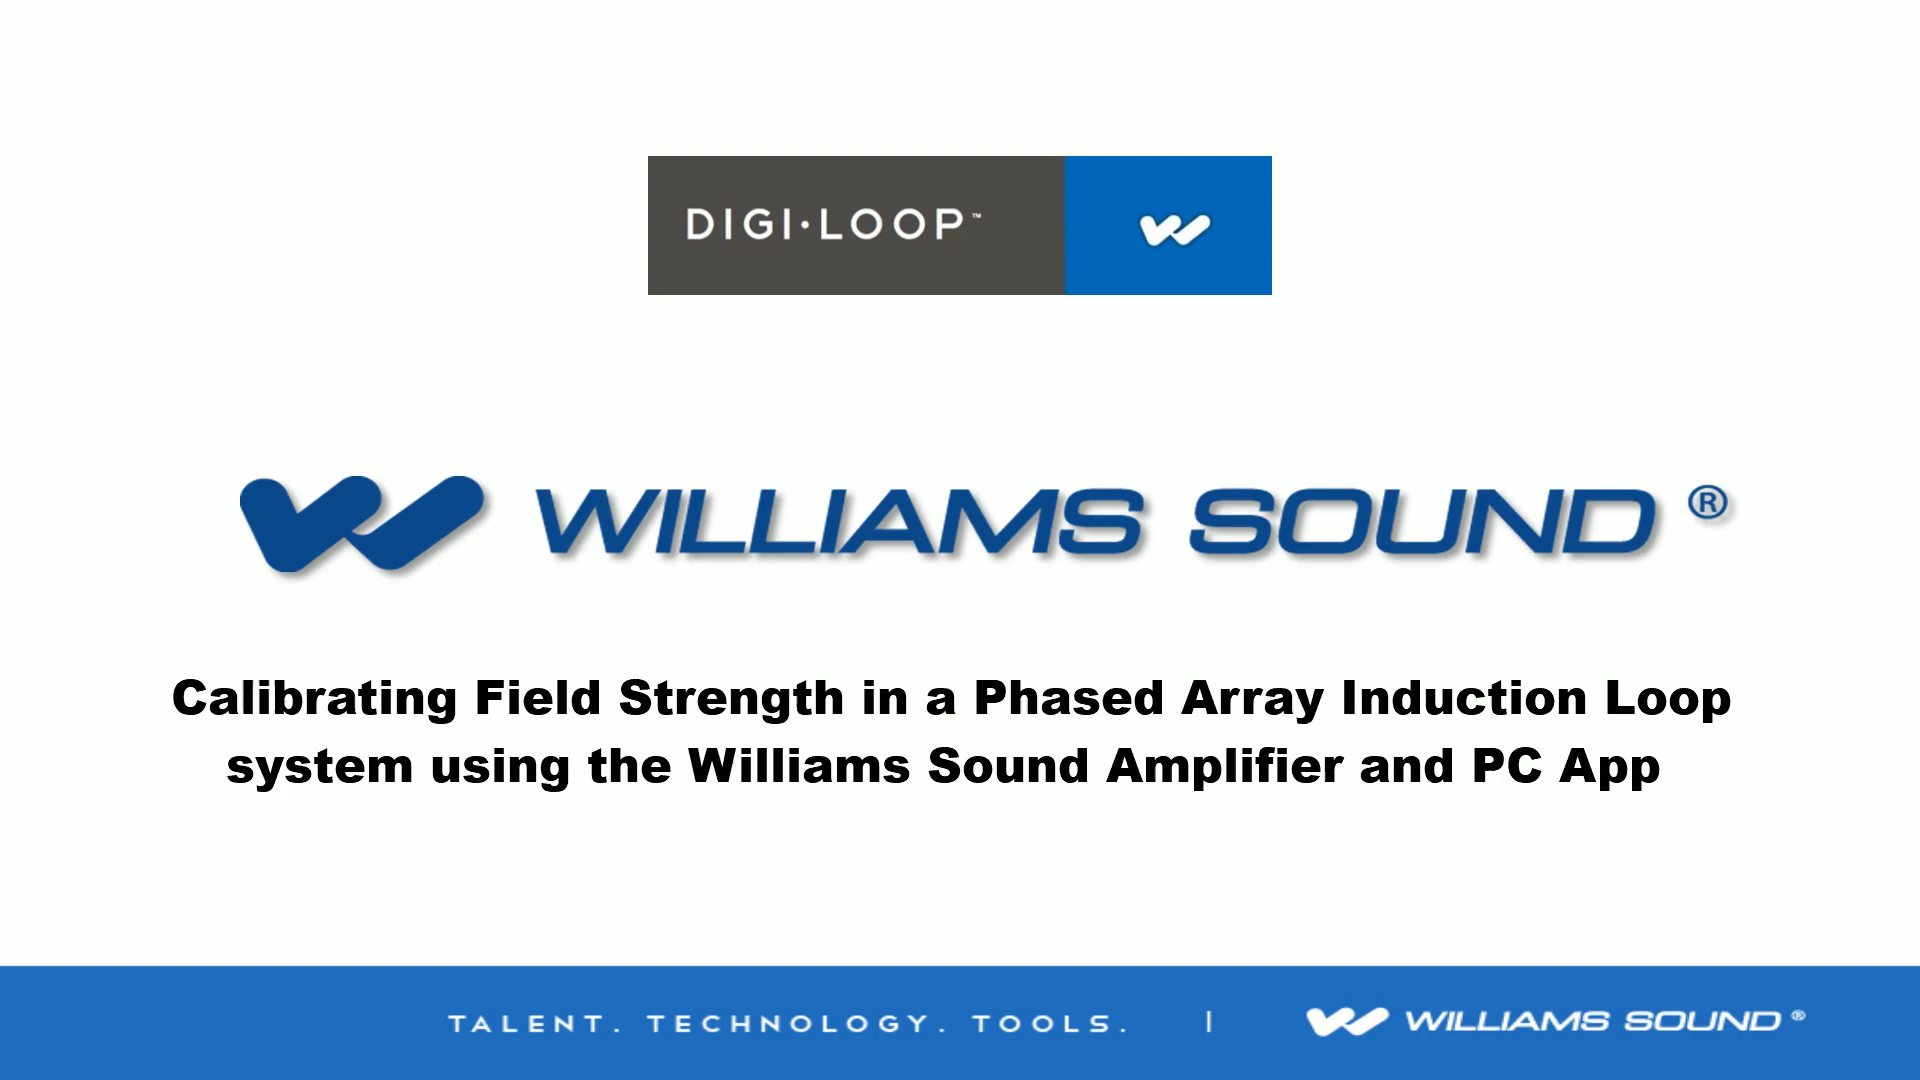 DIGI·LOOP™
WILLIAMS SOUND®
Calibrating Field Strength in a Phased Array Induction Loop
system using the Williams Sound Amplifier and PC App
TALENT. TECHNOLOGY. TOOLS. | WILLIAMS SOUND®